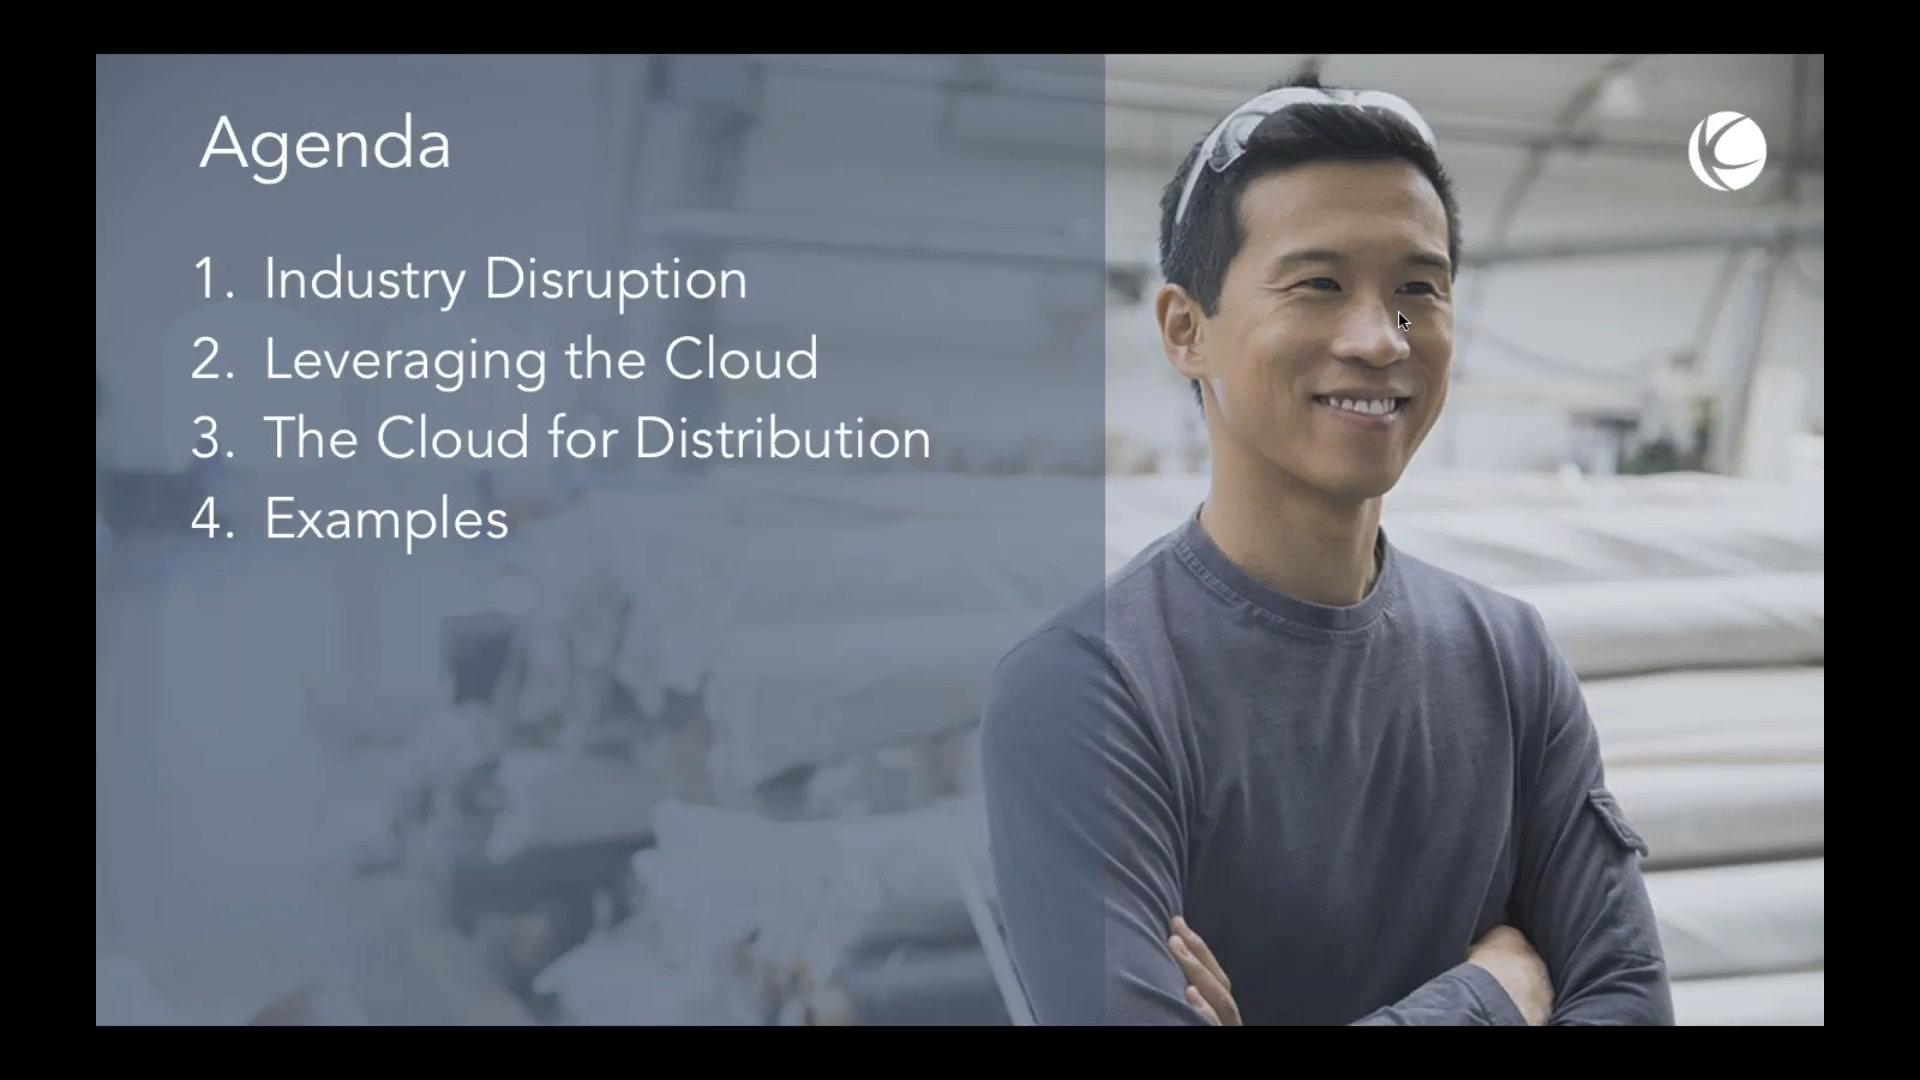 Agenda
1. Industry Disruption
2. Leveraging the Cloud
3. The Cloud for Distribution
4. Examples